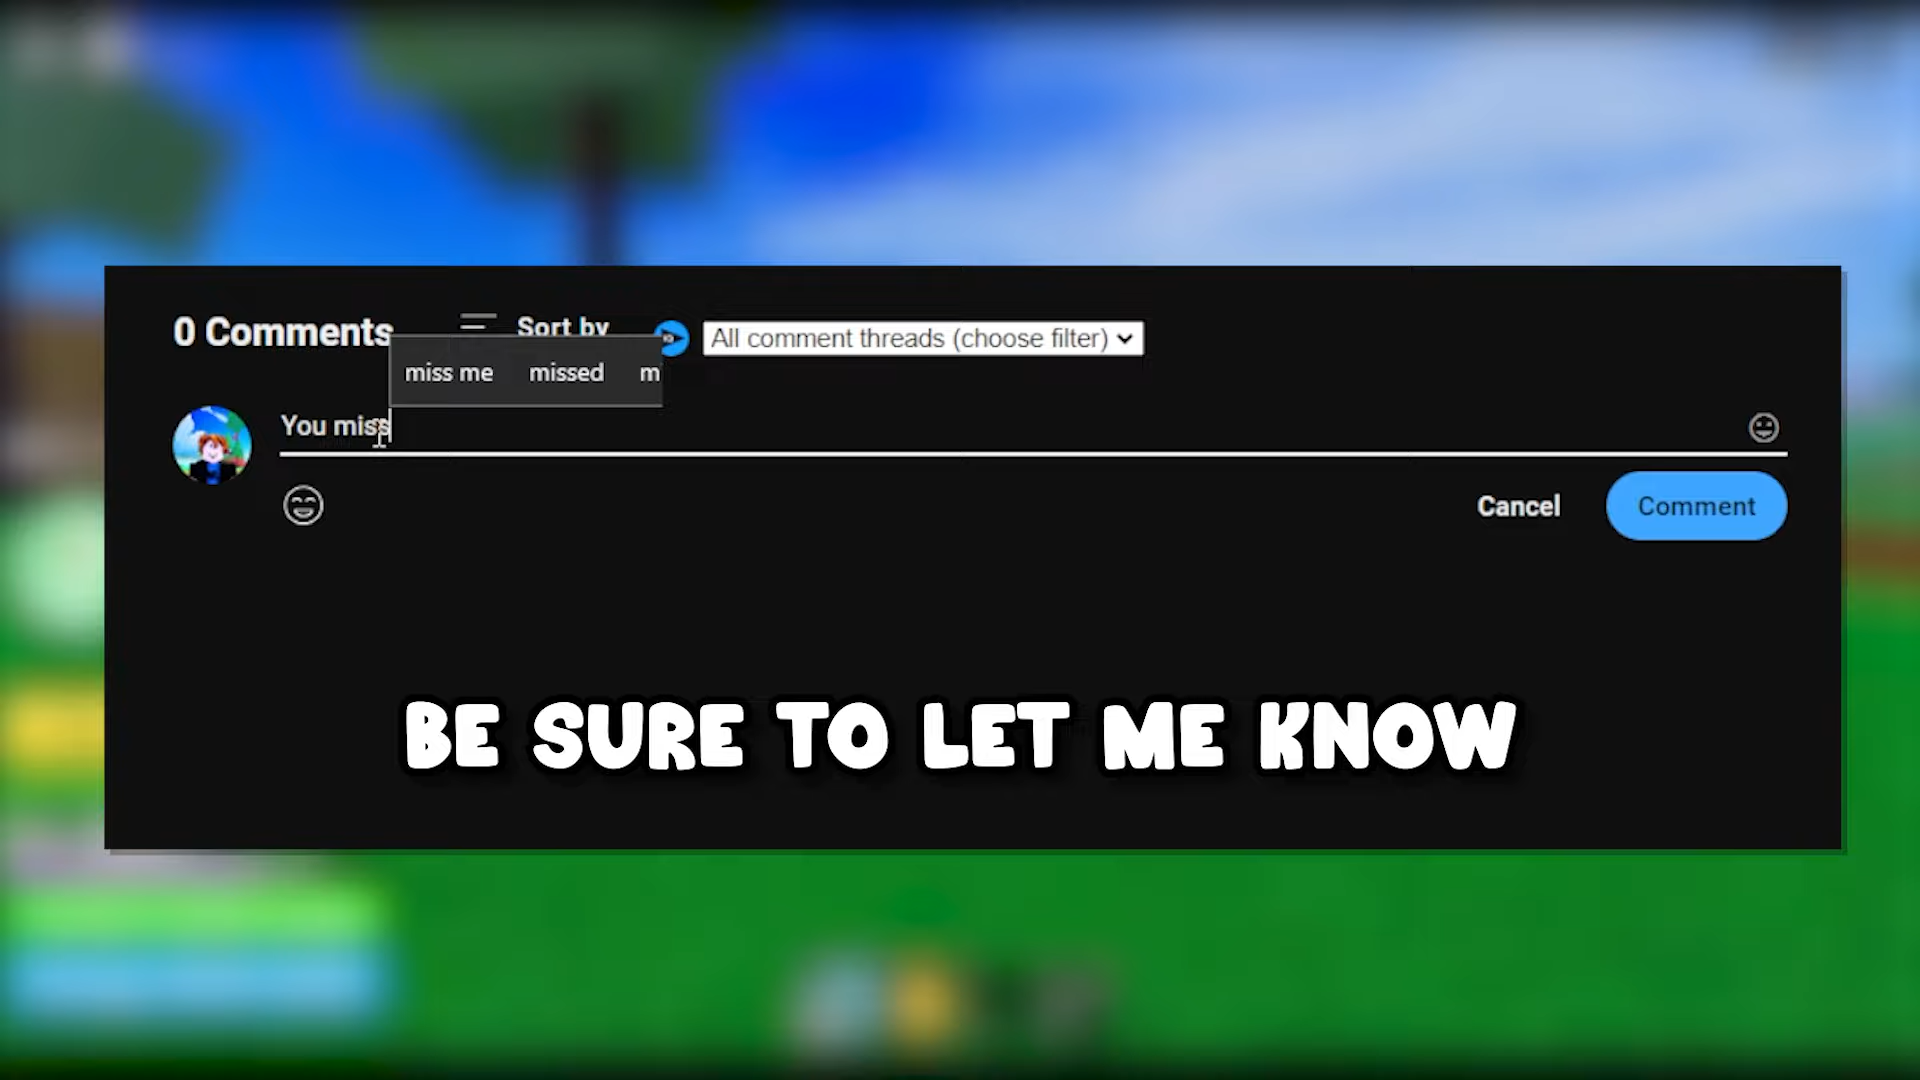 0 Comments
Sort by
All comment threads (choose filter)
miss me missed m
You miss
Cancel
Comment
BE SURE TO LET ME KNOW